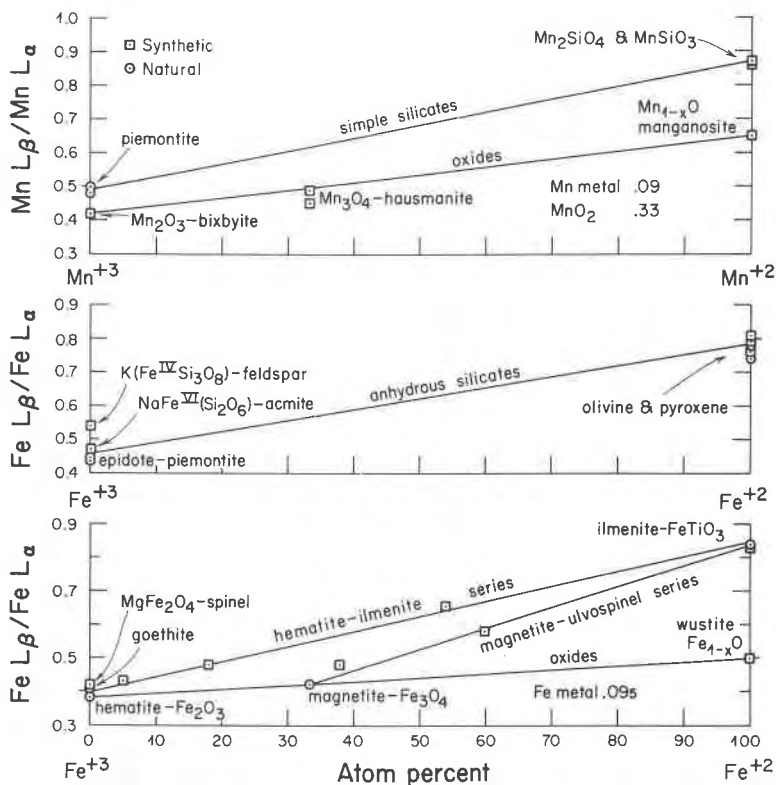 Mn Lβ/Mn Lα
1.0
0.9
0.8
0.7
0.6
0.5
0.4
0.3
Synthetic
Natural
piemontite
Mn2SiO4 & MnSiO3
simple silicates
Mn1-xO
manganosite
oxides
Mn2O3-bixbyite
Mn3O4-hausmanite
Mn metal .09
MnO2 .33
Mn+3
Mn+2
Fe Lβ/Fe Lα
0.9
0.8
0.7
0.6
0.5
0.4
K(FeIVSi3O8)-feldspar
NaFeVI(Si2O6)-acmite
anhydrous silicates
olivine & pyroxene
epidote-piemontite
Fe+3
Fe+2
Fe Lβ/Fe Lα
0.9
0.7
0.5
0.3
ilmenite-FeTiO3
MgFe2O4-spinel
goethite
hematite-ilmenite series
magnetite-ulvospinel series
wustite
Fe1-xO
oxides
hematite-Fe2O3
magnetite-Fe3O4
Fe metal .095
0 10 20 30 40 50 60 70 80 90 100
Fe+3
Atom percent
Fe+2